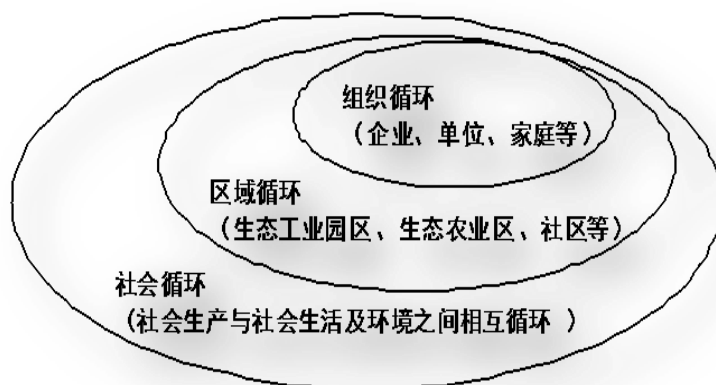 组织循环
（企业、单位、家庭等）
区域循环
（生态工业园区、生态农业区、社区等）
社会循环
（社会生产与社会生活及环境之间相互循环 ）